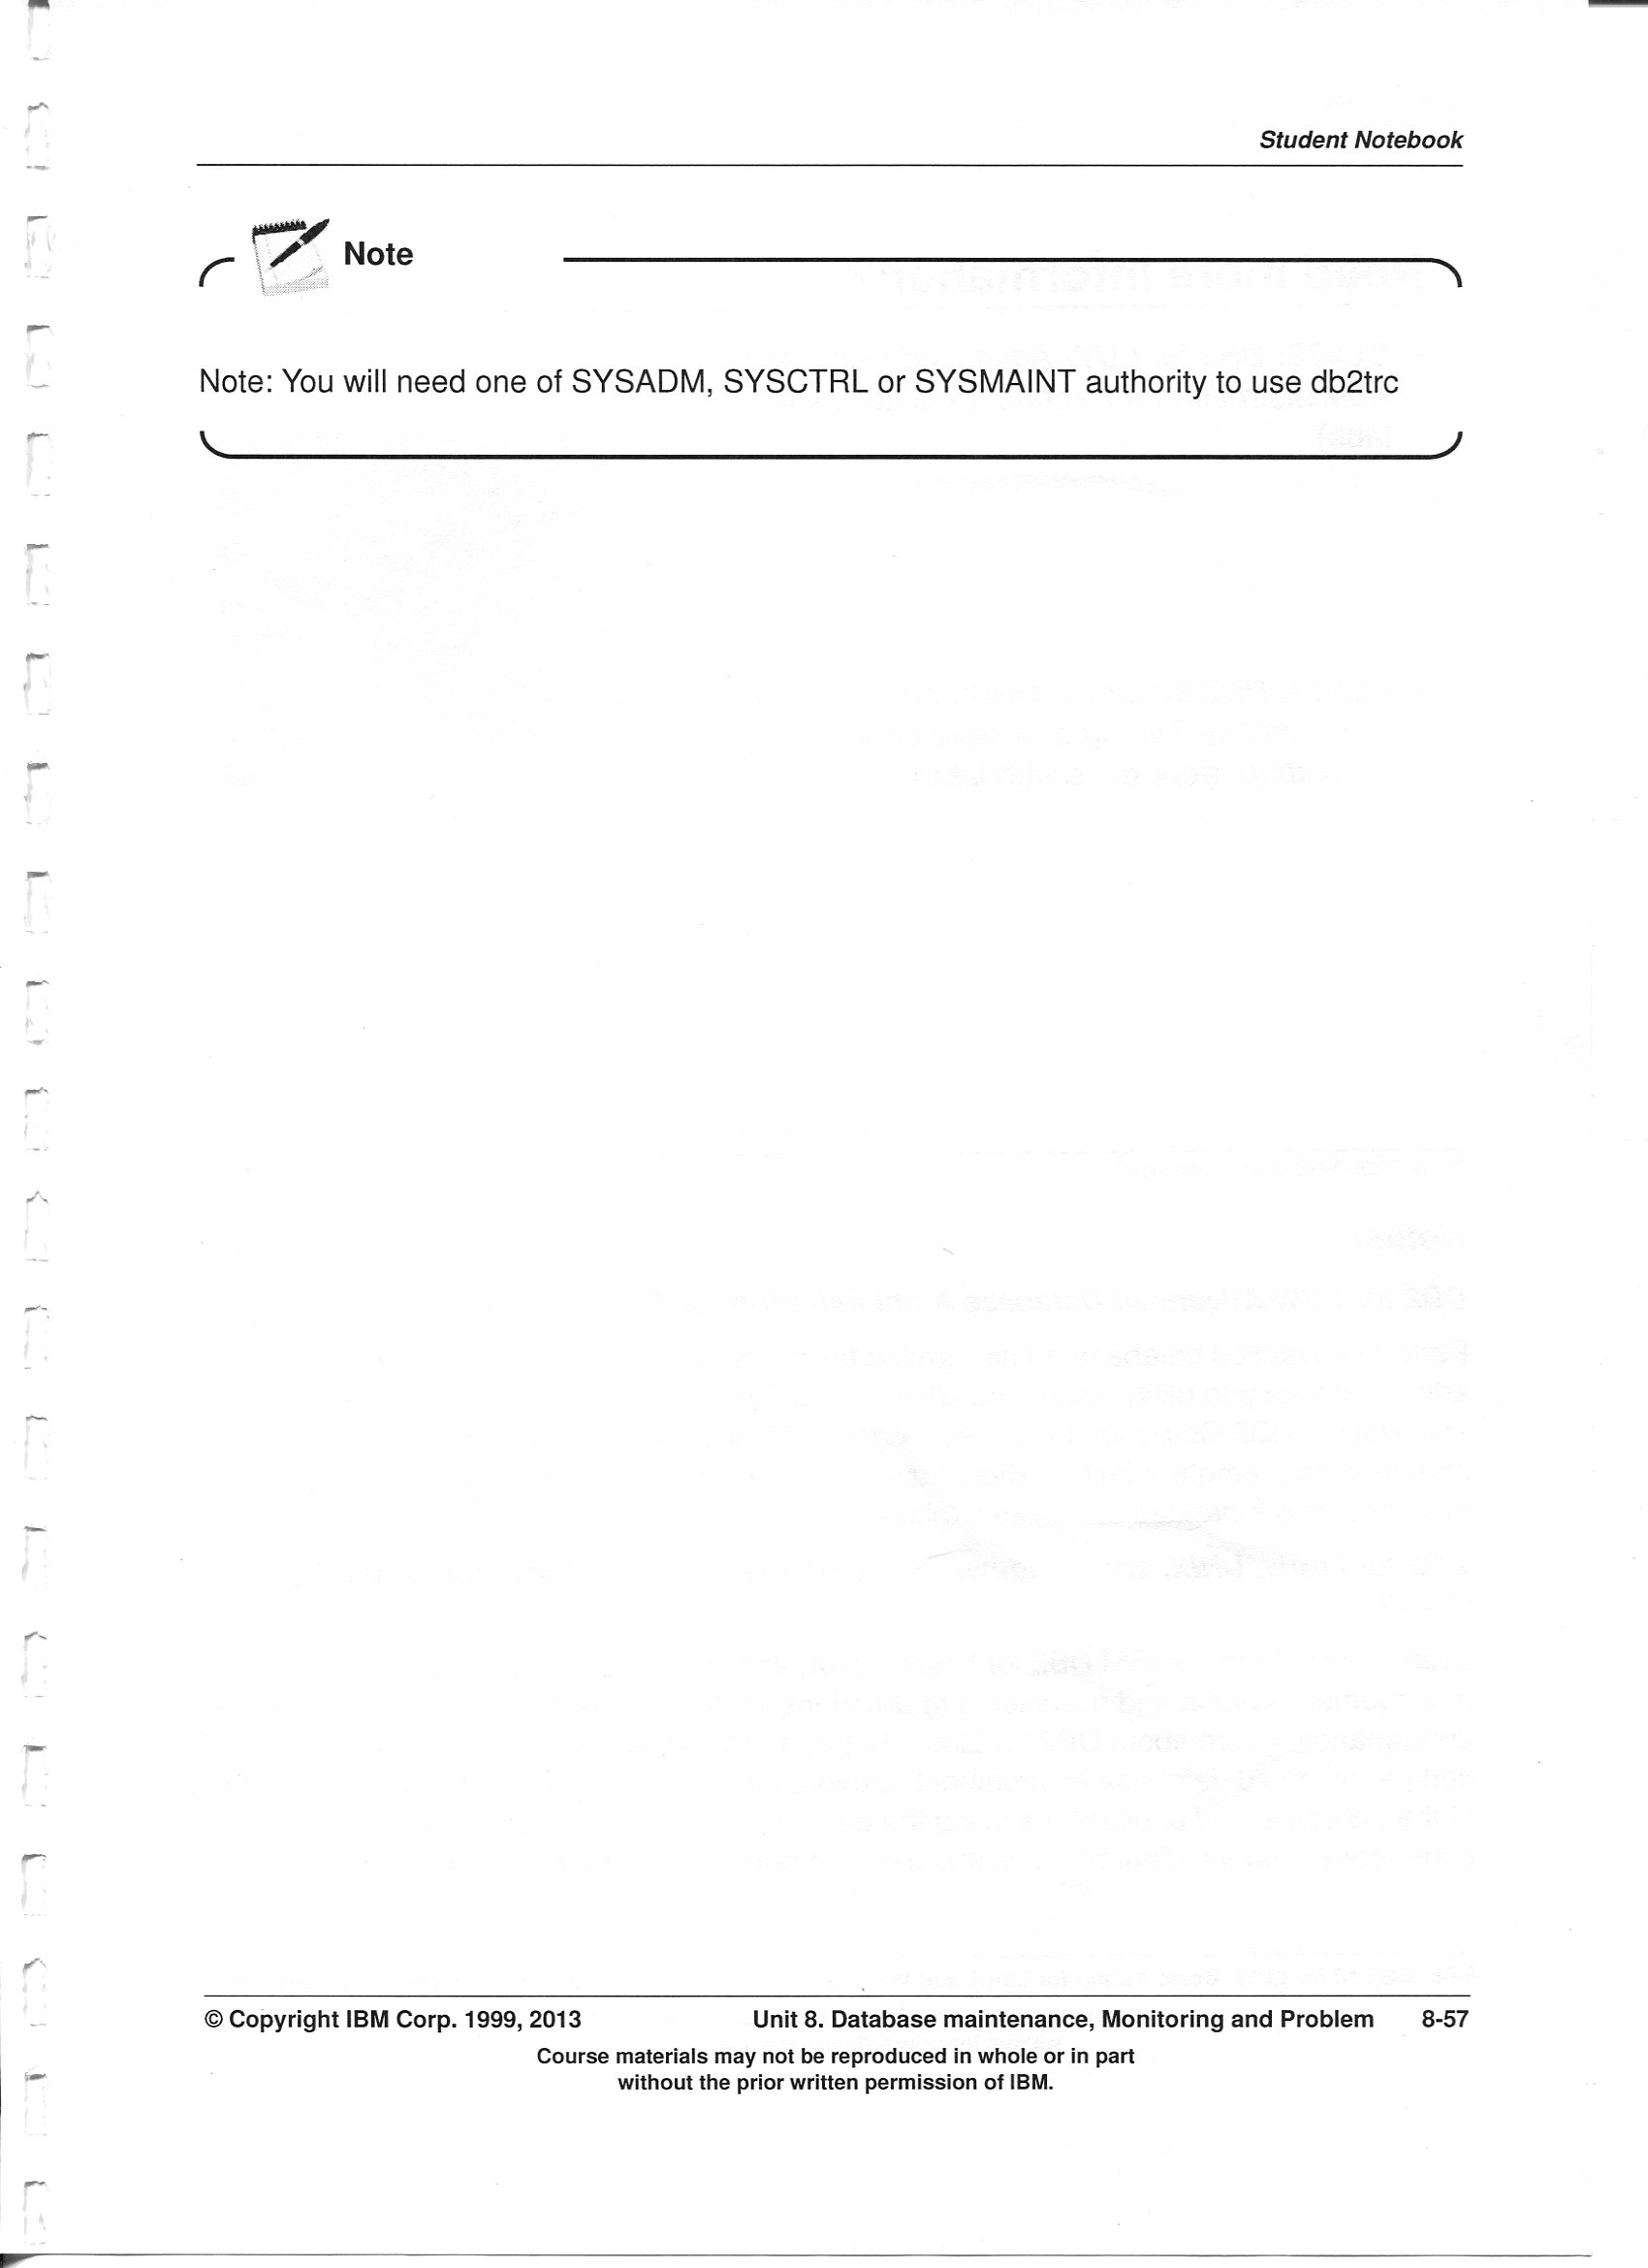 Student Notebook
Note
Note: You will need one of SYSADM, SYSCTRL or SYSMAINT authority to use db2trc
© Copyright IBM Corp. 1999, 2013 Unit 8. Database maintenance, Monitoring and Problem 8-57
Course materials may not be reproduced in whole or in part
without the prior written permission of IBM.